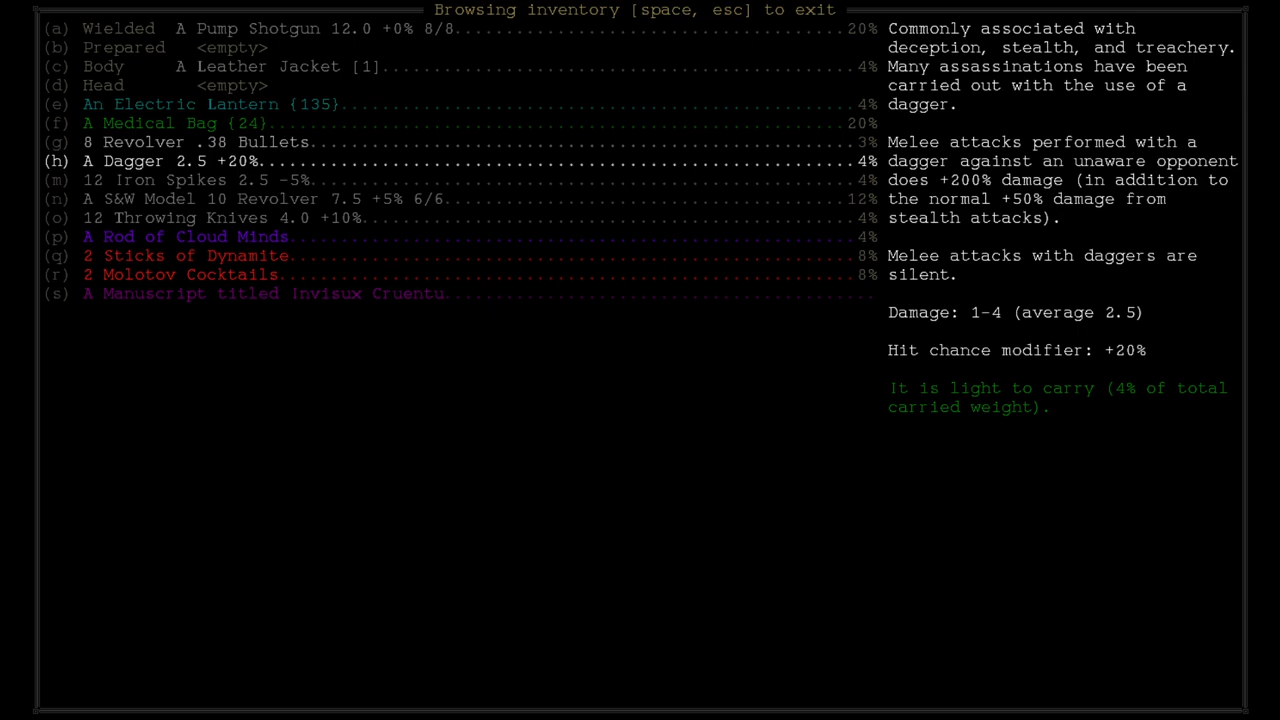 Browsing inventory [space, esc] to exit
(a) Wielded A Pump Shotgun 12.0 +0% 8/8......................................20%
(b) Prepared <empty>
(c) Body A Leather Jacket [1]..............................................4%
(d) Head <empty>
(e) An Electric Lantern {135}.................................................4%
(f) A Medical Bag {24}........................................................20%
(g) 8 Revolver .38 Bullets....................................................3%
(h) A Dagger 2.5 +20%.........................................................4%
(m) 12 Iron Spikes 2.5 -5%....................................................4%
(n) A S&W Model 10 Revolver 7.5 +5% 6/6.......................................12%
(o) 12 Throwing Knives 4.0 +10%...............................................4%
(p) A Rod of Cloud Minds......................................................4%
(q) 2 Sticks of Dynamite......................................................8%
(r) 2 Molotov Cocktails.......................................................8%
(s) A Manuscript titled Invisux Cruentu..........................................
Commonly associated with
deception, stealth, and treachery.
Many assassinations have been
carried out with the use of a
dagger.
Melee attacks performed with a
dagger against an unaware opponent
does +200% damage (in addition to
the normal +50% damage from
stealth attacks).
Melee attacks with daggers are
silent.
Damage: 1-4 (average 2.5)
Hit chance modifier: +20%
It is light to carry (4% of total
carried weight).